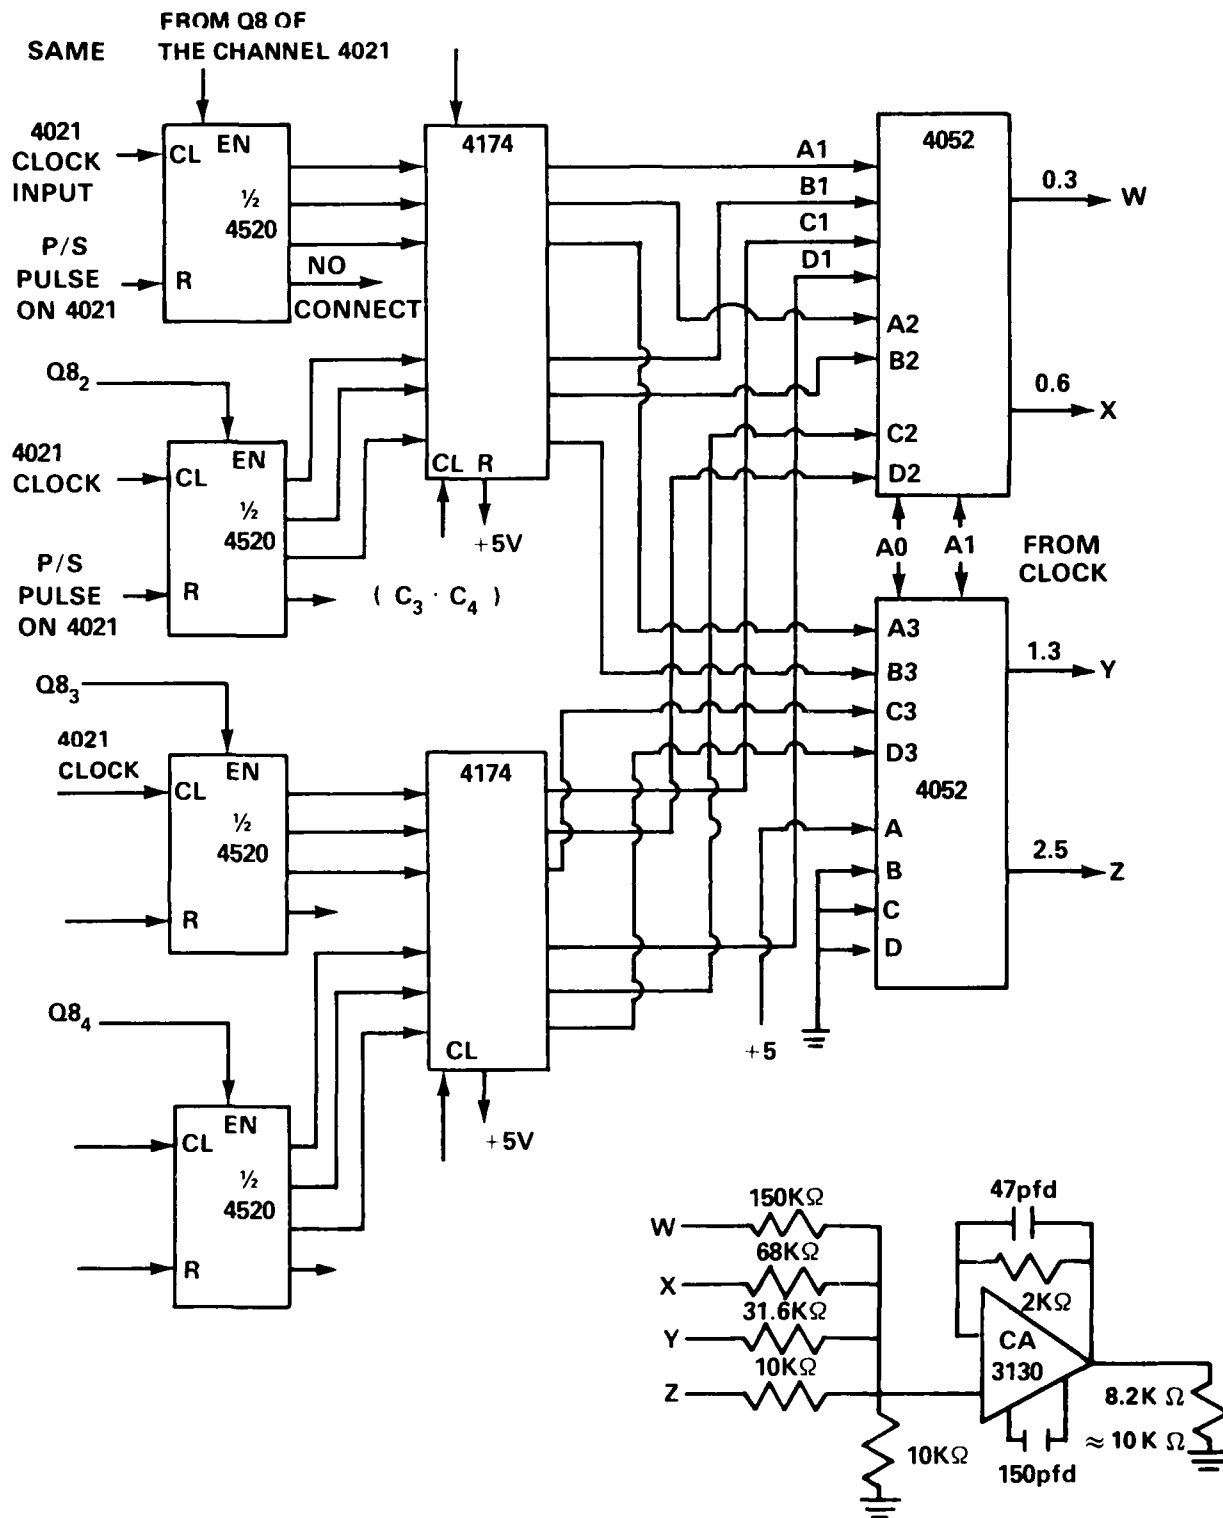 FROM Q8 OF
SAME THE CHANNEL 4021
4021
CLOCK
INPUT
CL EN
½
4520
R
P/S
PULSE
ON 4021
NO
CONNECT
4174
CL R
+5V
A1
B1
C1
D1
4052
A2
B2
C2
D2
0.3
W
0.6
X
Q8₂
4021
CLOCK
CL EN
½
4520
R
P/S
PULSE
ON 4021
( C₃ · C₄ )
A0 A1
FROM
CLOCK
A3
B3
C3
D3
4052
A
B
C
D
1.3
Y
2.5
Z
+5
Q8₃
4021
CLOCK
EN
CL
½
4520
R
4174
CL
+5V
Q8₄
EN
CL
½
4520
R
150KΩ
W
68KΩ
X
31.6KΩ
Y
10KΩ
Z
10KΩ
47pfd
2KΩ
CA
3130
150pfd
8.2K Ω
≈ 10 K Ω